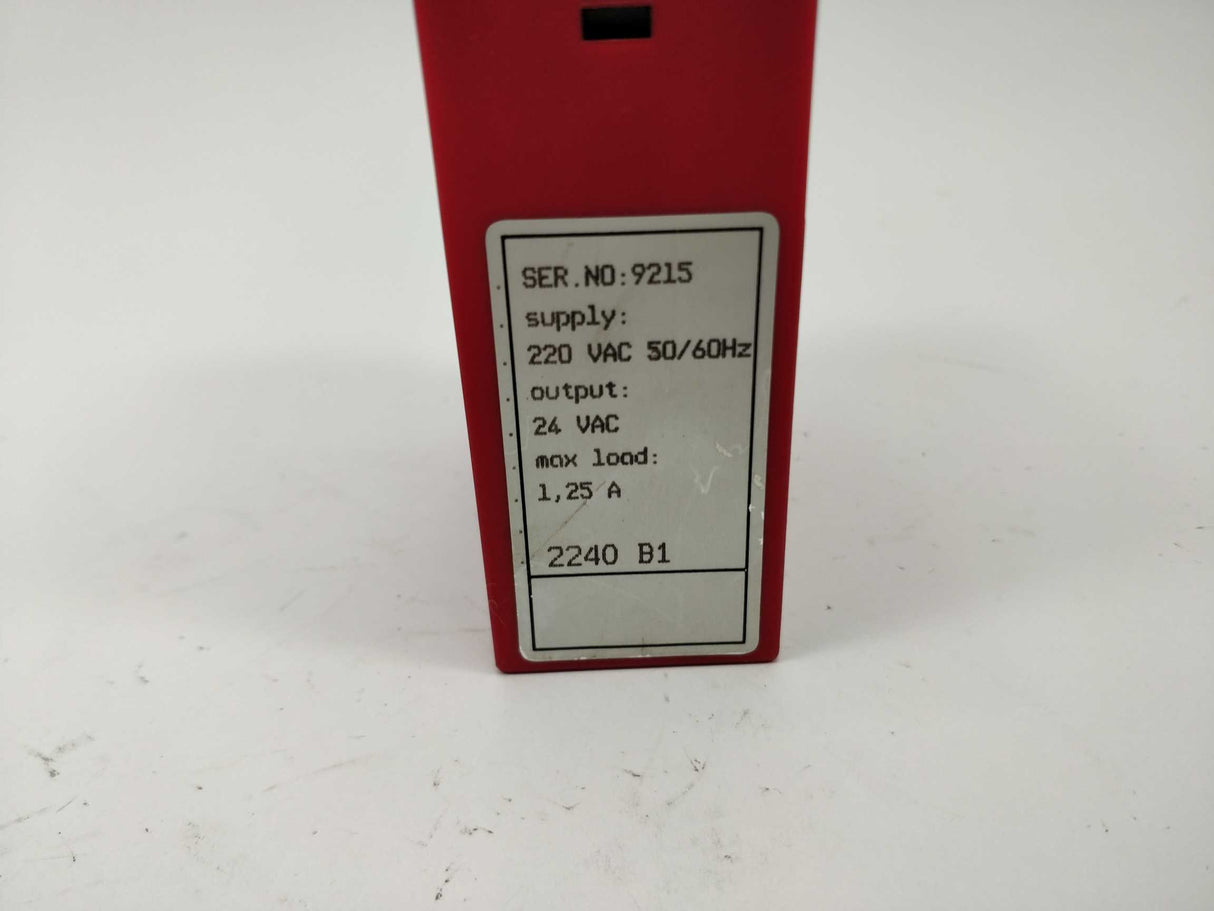 SER.NO:9215
supply:
220 VAC 50/60Hz
output:
24 VAC
max load:
1,25 A
2240 B1